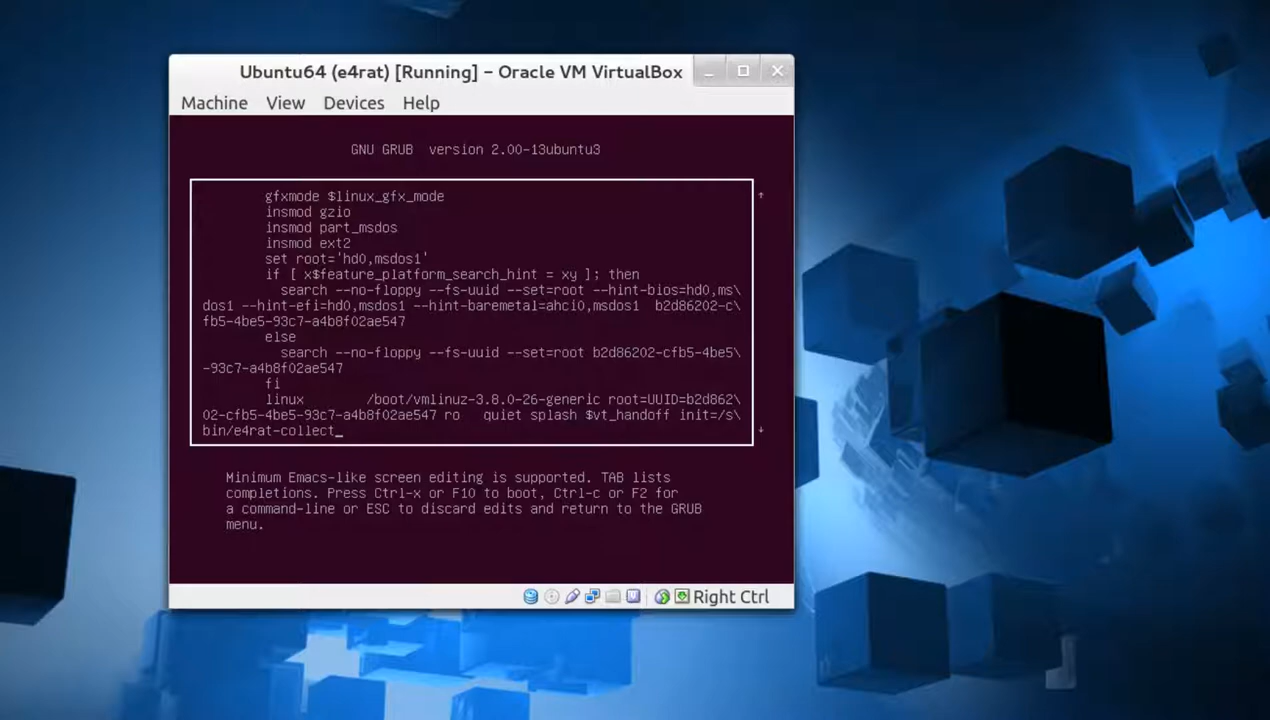 Ubuntu64 (e4rat) [Running] – Oracle VM VirtualBox
Machine View Devices Help
GNU GRUB version 2.00-13ubuntu3
gfxmode $linux_gfx_mode
insmod gzio
insmod part_msdos
insmod ext2
set root='hd0,msdos1'
if [ x$feature_platform_search_hint = xy ]; then
search --no-floppy --fs-uuid --set=root --hint-bios=hd0,ms\
dos1 --hint-efi=hd0,msdos1 --hint-baremetal=ahci0,msdos1 b2d86202-c\
fb5-4be5-93c7-a4b8f02ae547
else
search --no-floppy --fs-uuid --set=root b2d86202-cfb5-4be5\
-93c7-a4b8f02ae547
fi
linux /boot/vmlinuz-3.8.0-26-generic root=UUID=b2d862\
02-cfb5-4be5-93c7-a4b8f02ae547 ro quiet splash $vt_handoff init=/s\
bin/e4rat-collect_
Minimum Emacs-like screen editing is supported. TAB lists
completions. Press Ctrl-x or F10 to boot, Ctrl-c or F2 for
a command-line or ESC to discard edits and return to the GRUB
menu.
Right Ctrl